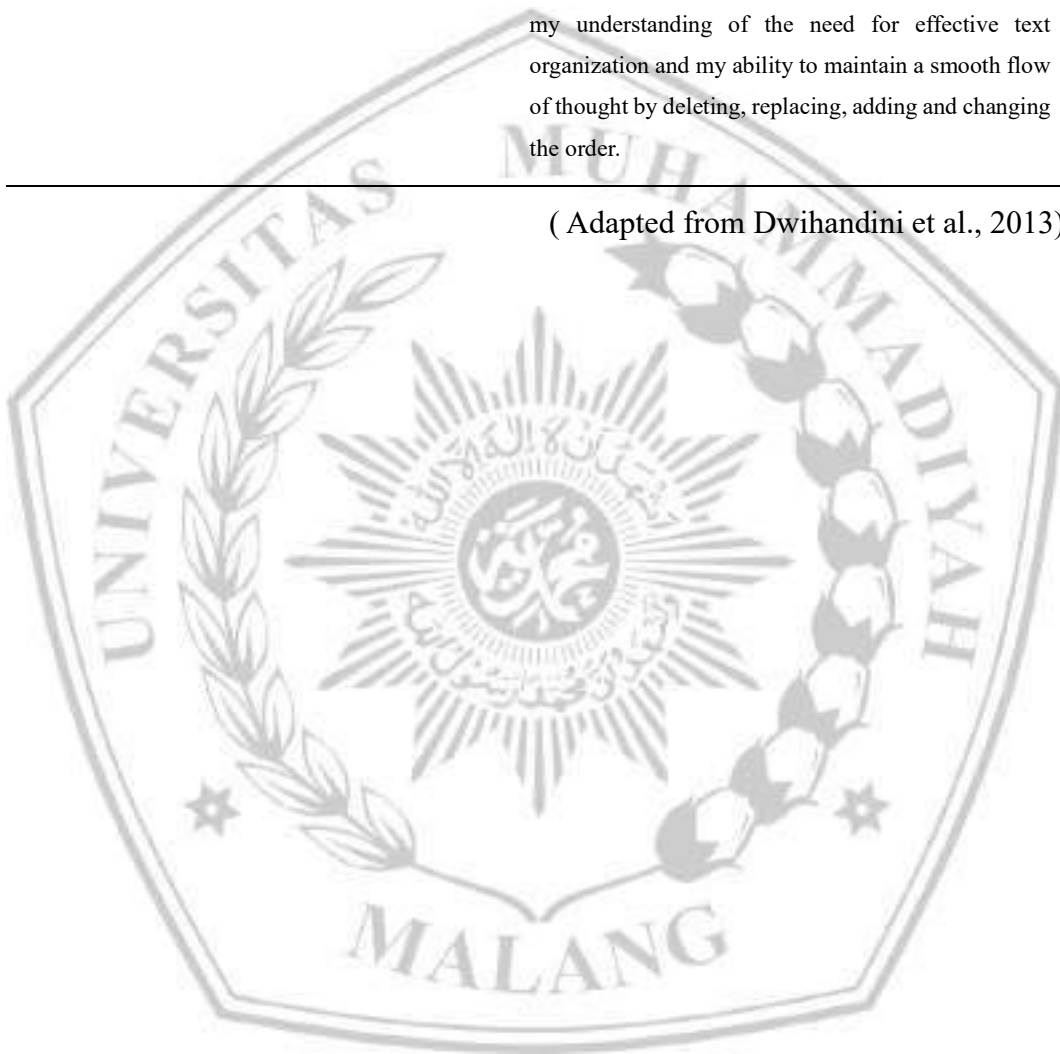 my understanding of the need for effective text
organization and my ability to maintain a smooth flow
of thought by deleting, replacing, adding and changing
the order.
( Adapted from Dwihandini et al., 2013)
UNIVERSITAS MUHAMMADIYAH
MALANG